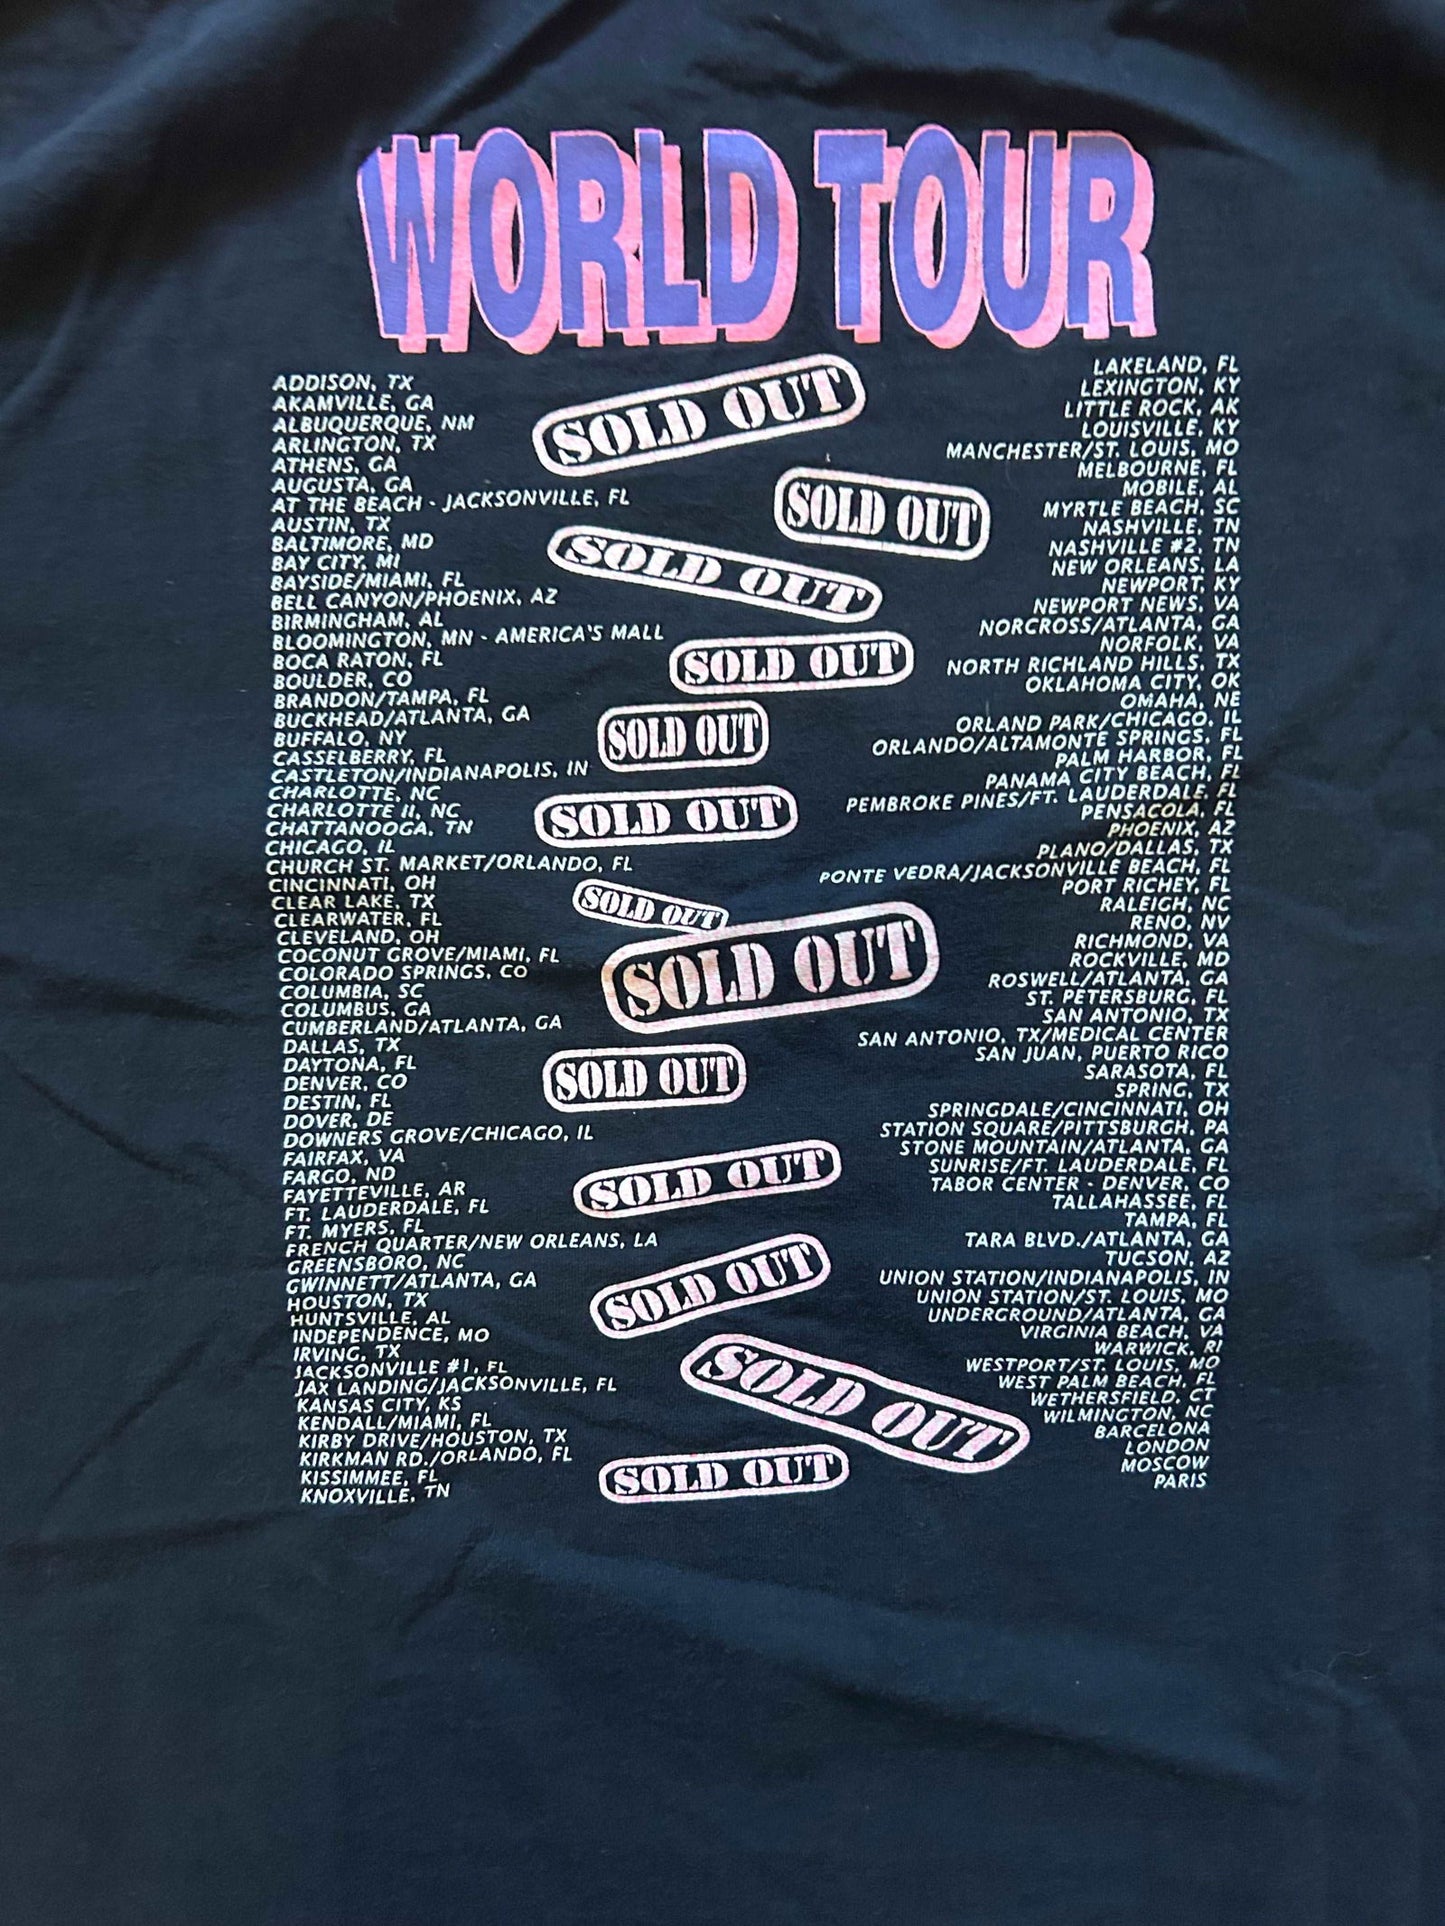 WORLD TOUR
ADDISON, TX
AKAMVILLE, GA
ALBUQUERQUE, NM
ARLINGTON, TX
ATHENS, GA
AUGUSTA, GA
AT THE BEACH - JACKSONVILLE, FL
AUSTIN, TX
BALTIMORE, MD
BAY CITY, MI
BAYSIDE/MIAMI, FL
BELL CANYON/PHOENIX, AZ
BIRMINGHAM, AL
BLOOMINGTON, MN - AMERICA'S MALL
BOCA RATON, FL
BOULDER, CO
BRANDON/TAMPA, FL
BUCKHEAD/ATLANTA, GA
BUFFALO, NY
CASSELBERRY, FL
CASTLETON/INDIANAPOLIS, IN
CHARLOTTE, NC
CHARLOTTE II, NC
CHATTANOOGA, TN
CHICAGO, IL
CHURCH ST. MARKET/ORLANDO, FL
CINCINNATI, OH
CLEAR LAKE, TX
CLEARWATER, FL
CLEVELAND, OH
COCONUT GROVE/MIAMI, FL
COLORADO SPRINGS, CO
COLUMBIA, SC
COLUMBUS, GA
CUMBERLAND/ATLANTA, GA
DALLAS, TX
DAYTONA, FL
DENVER, CO
DESTIN, FL
DOVER, DE
DOWNERS GROVE/CHICAGO, IL
FAIRFAX, VA
FARGO, ND
FAYETTEVILLE, AR
FT. LAUDERDALE, FL
FT. MYERS, FL
FRENCH QUARTER/NEW ORLEANS, LA
GREENSBORO, NC
GWINNETT/ATLANTA, GA
HOUSTON, TX
HUNTSVILLE, AL
INDEPENDENCE, MO
IRVING, TX
JACKSONVILLE #1, FL
JAX LANDING/JACKSONVILLE, FL
KANSAS CITY, KS
KENDALL/MIAMI, FL
KIRBY DRIVE/HOUSTON, TX
KIRKMAN RD./ORLANDO, FL
KISSIMMEE, FL
KNOXVILLE, TN
SOLD OUT
SOLD OUT
SOLD OUT
SOLD OUT
SOLD OUT
SOLD OUT
SOLD OUT
SOLD OUT
SOLD OUT
SOLD OUT
SOLD OUT
SOLD OUT
SOLD OUT
LAKELAND, FL
LEXINGTON, KY
LITTLE ROCK, AK
LOUISVILLE, KY
MANCHESTER/ST. LOUIS, MO
MELBOURNE, FL
MOBILE, AL
MYRTLE BEACH, SC
NASHVILLE, TN
NASHVILLE #2, TN
NEW ORLEANS, LA
NEWPORT, KY
NEWPORT NEWS, VA
NORCROSS/ATLANTA, GA
NORFOLK, VA
NORTH RICHLAND HILLS, TX
OKLAHOMA CITY, OK
OMAHA, NE
ORLAND PARK/CHICAGO, IL
ORLANDO/ALTAMONTE SPRINGS, FL
PALM HARBOR, FL
PANAMA CITY BEACH, FL
PEMBROKE PINES/FT. LAUDERDALE, FL
PENSACOLA, FL
PHOENIX, AZ
PLANO/DALLAS, TX
PONTE VEDRA/JACKSONVILLE BEACH, FL
PORT RICHEY, FL
RALEIGH, NC
RENO, NV
RICHMOND, VA
ROCKVILLE, MD
ROSWELL/ATLANTA, GA
ST. PETERSBURG, FL
SAN ANTONIO, TX
SAN ANTONIO, TX/MEDICAL CENTER
SAN JUAN, PUERTO RICO
SARASOTA, FL
SPRING, TX
SPRINGDALE/CINCINNATI, OH
STATION SQUARE/PITTSBURGH, PA
STONE MOUNTAIN/ATLANTA, GA
SUNRISE/FT. LAUDERDALE, FL
TABOR CENTER - DENVER, CO
TALLAHASSEE, FL
TAMPA, FL
TARA BLVD./ATLANTA, GA
TUCSON, AZ
UNION STATION/INDIANAPOLIS, IN
UNION STATION/ST. LOUIS, MO
UNDERGROUND/ATLANTA, GA
VIRGINIA BEACH, VA
WARWICK, RI
WESTPORT/ST. LOUIS, MO
WEST PALM BEACH, FL
WETHERSFIELD, CT
WILMINGTON, NC
BARCELONA
LONDON
MOSCOW
PARIS